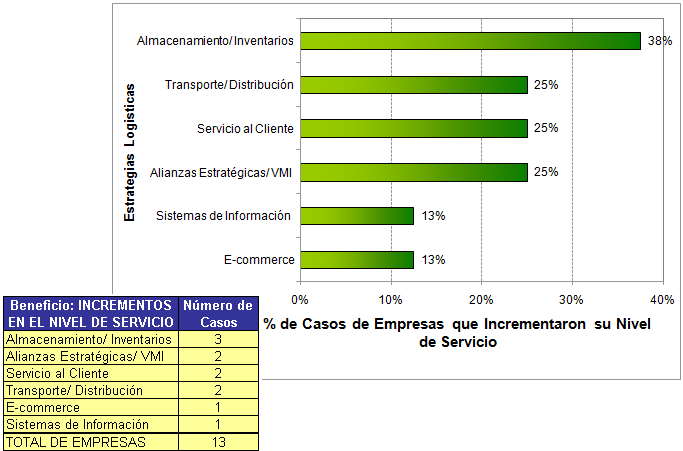 Estrategias Logisticas
Almacenamiento/Inventarios 38%
Transporte/Distribución 25%
Servicio al Cliente 25%
Alianzas Estratégicas/VMI 25%
Sistemas de Información 13%
E-commerce 13%
0% 10% 20% 30% 40%
% de Casos de Empresas que Incrementaron su Nivel
de Servicio
Beneficio: INCREMENTOS Número de
EN EL NIVEL DE SERVICIO Casos
Almacenamiento/ Inventarios 3
Alianzas Estratégicas/ VMI 2
Servicio al Cliente 2
Transporte/ Distribución 2
E-commerce 1
Sistemas de Información 1
TOTAL DE EMPRESAS 13